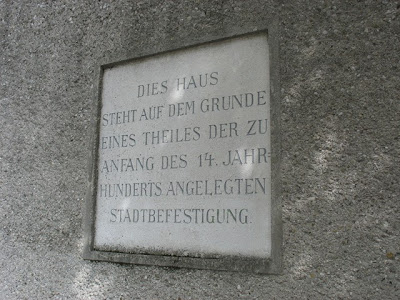 DIES HAUS
STEHT AUF DEM GRUNDE
EINES THEILES DER ZU
ANFANG DES 14. JAHR-
HUNDERTS ANGELEGTEN
STADTBEFESTIGUNG.